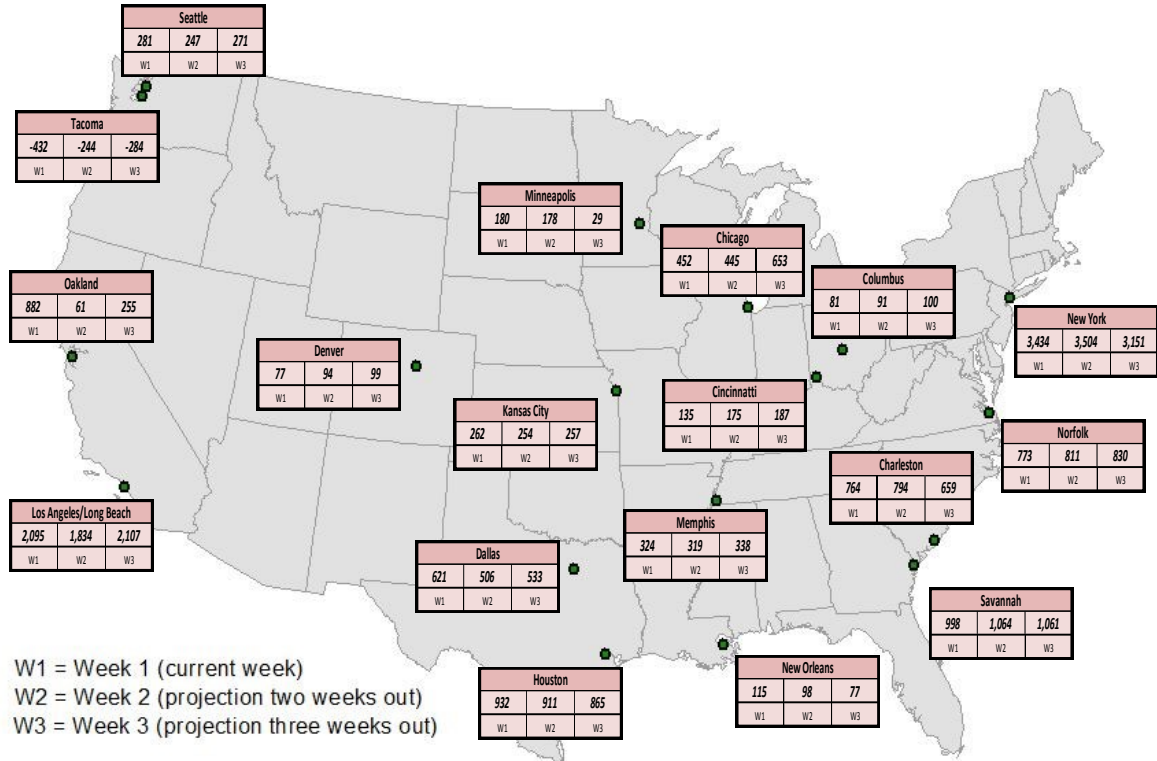 Seattle
281 247 271
W1 W2 W3
Tacoma
-432 -244 -284
W1 W2 W3
Minneapolis
180 178 29
W1 W2 W3
Chicago
452 445 653
W1 W2 W3
Columbus
81 91 100
W1 W2 W3
Oakland
882 61 255
W1 W2 W3
New York
3,434 3,504 3,151
W1 W2 W3
Denver
77 94 99
W1 W2 W3
Cincinnatti
135 175 187
W1 W2 W3
Kansas City
262 254 257
W1 W2 W3
Norfolk
773 811 830
W1 W2 W3
Charleston
764 794 659
W1 W2 W3
Los Angeles/Long Beach
2,095 1,834 2,107
W1 W2 W3
Memphis
324 319 338
W1 W2 W3
Dallas
621 506 533
W1 W2 W3
Savannah
998 1,064 1,061
W1 W2 W3
New Orleans
115 98 77
W1 W2 W3
Houston
932 911 865
W1 W2 W3
W1 = Week 1 (current week)
W2 = Week 2 (projection two weeks out)
W3 = Week 3 (projection three weeks out)